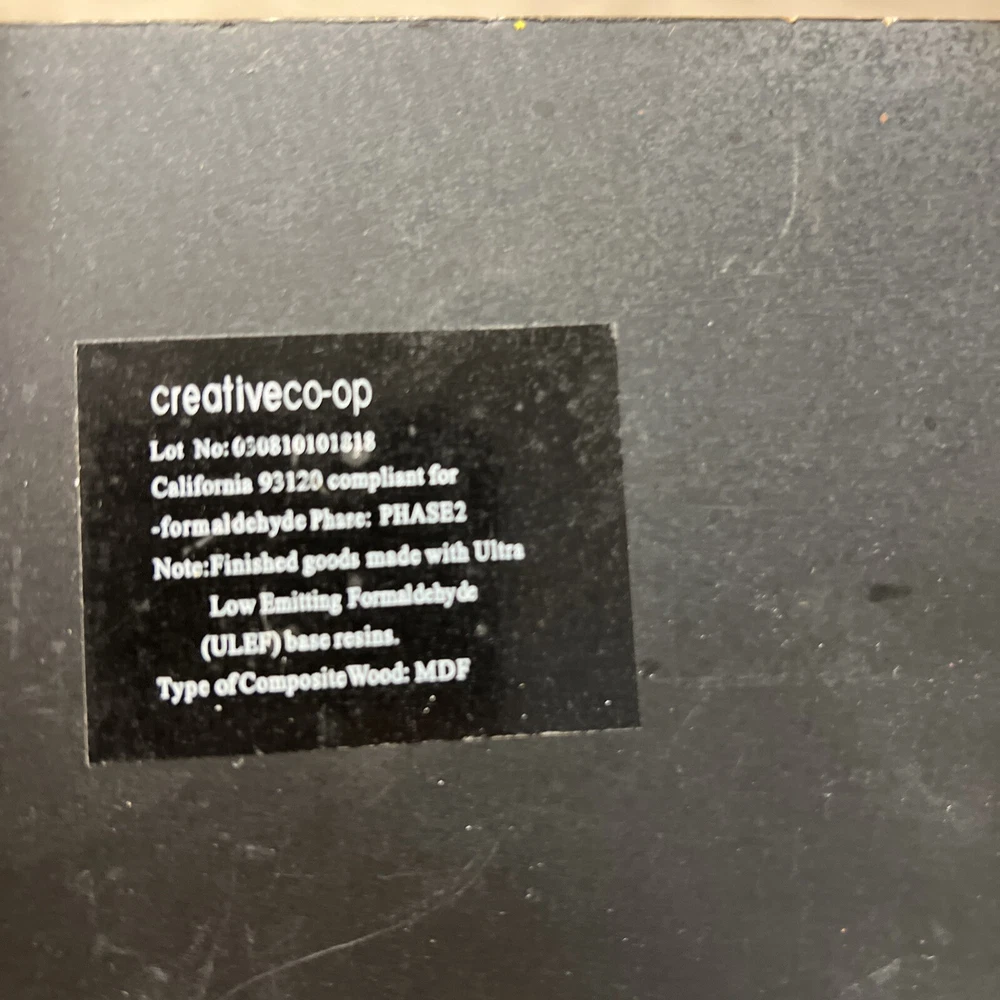 creativeco-op
Lot No: 030810101818
California 93120 compliant for
-formaldehyde Phare: PHASE2
Note:Finished goods made with Ultra
Low Emitting Formaldehyde
(ULEF) base resins.
Type of Composite Wood: MDF